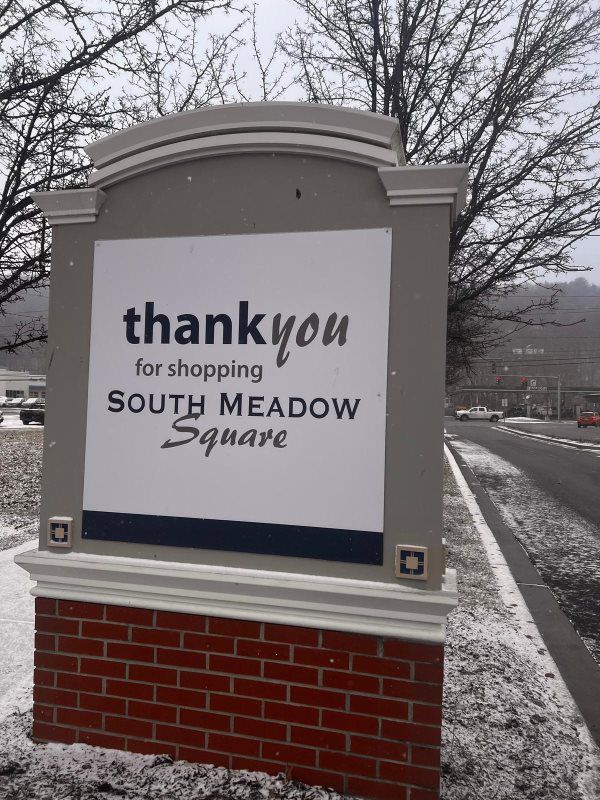 thankyou
for shopping
SOUTH MEADOW
Square